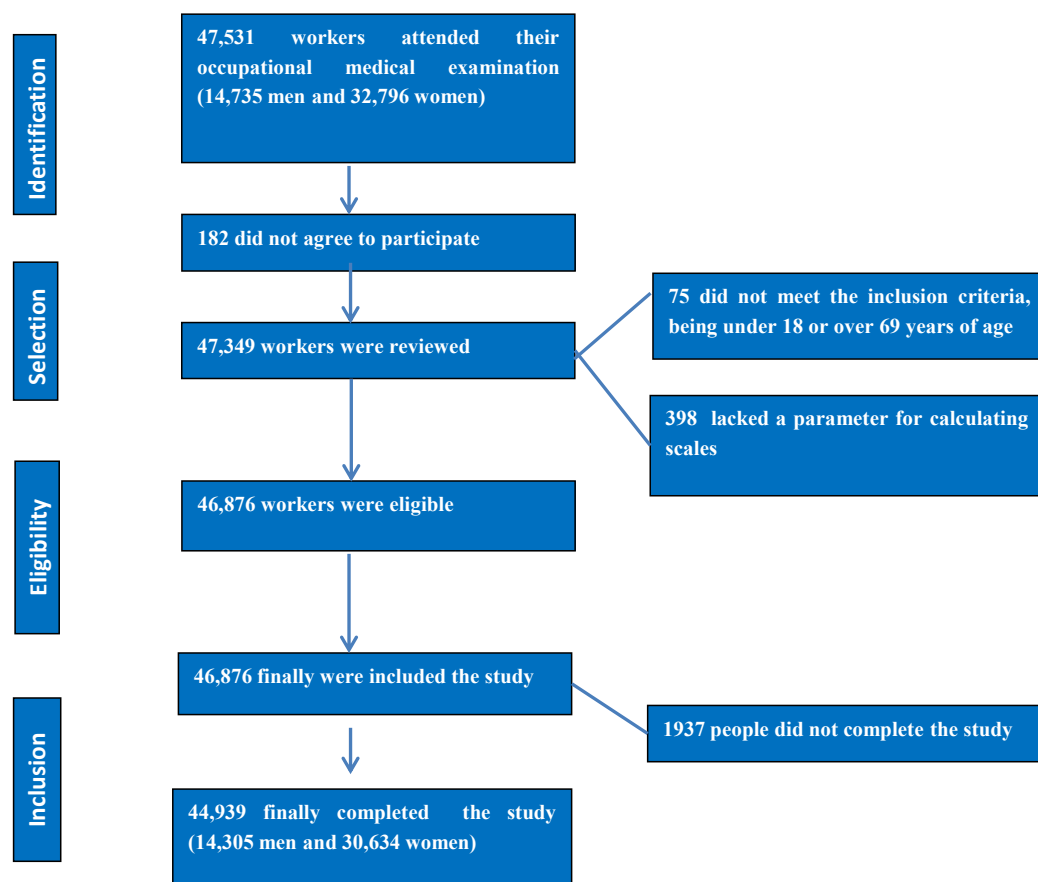 Identification
47,531 workers attended their
occupational medical examination
(14,735 men and 32,796 women)
182 did not agree to participate
Selection
47,349 workers were reviewed
75 did not meet the inclusion criteria,
being under 18 or over 69 years of age
398 lacked a parameter for calculating
scales
Eligibility
46,876 workers were eligible
46,876 finally were included the study
1937 people did not complete the study
Inclusion
44,939 finally completed the study
(14,305 men and 30,634 women)